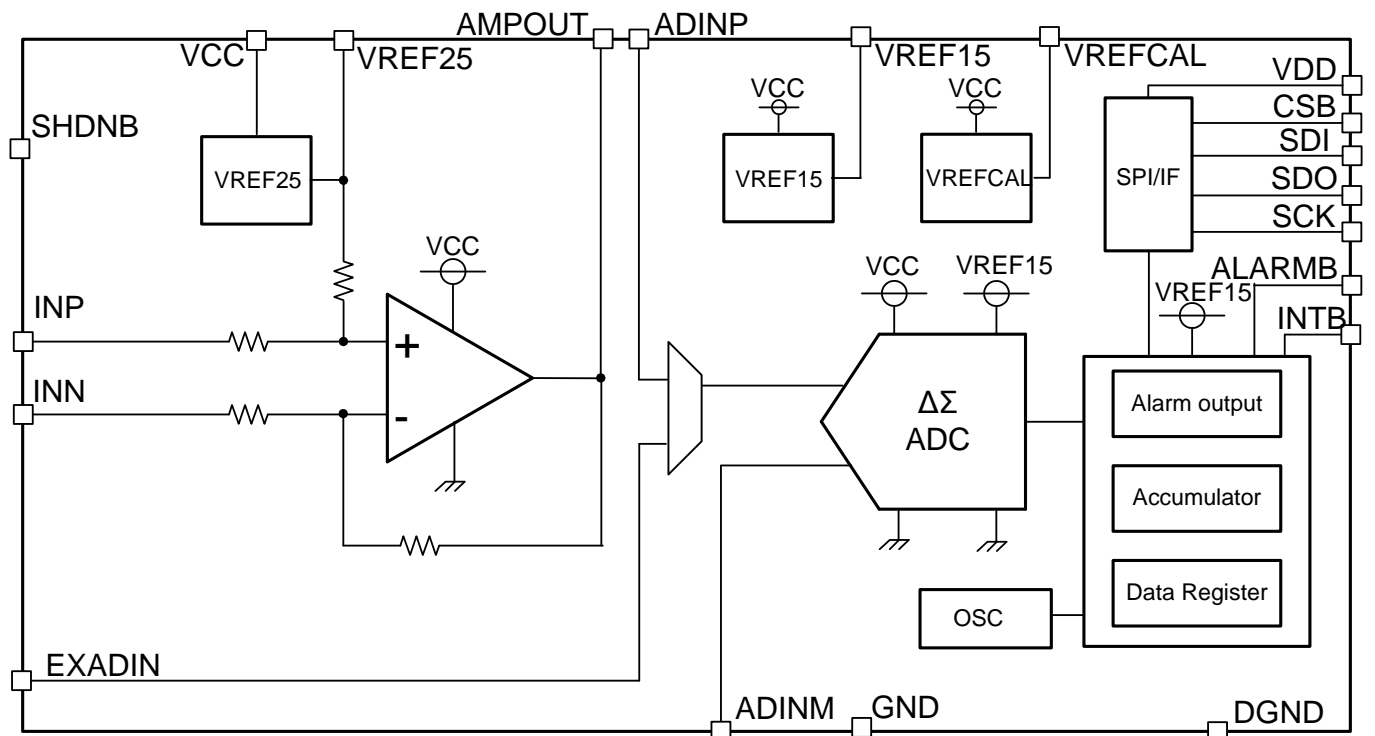 AMPOUT
ADINP
VCC
VREF25
VREF15
VREFCAL
VDD
CSB
SDI
SDO
SCK
ALARMB
INTB
SHDNB
VREF25
VCC
VREF15
VCC
VREFCAL
SPI/IF
VCC
VCC
VREF15
VREF15
INP
+
INN
-
ΔΣ
ADC
Alarm output
Accumulator
Data Register
OSC
EXADIN
ADINM
GND
DGND